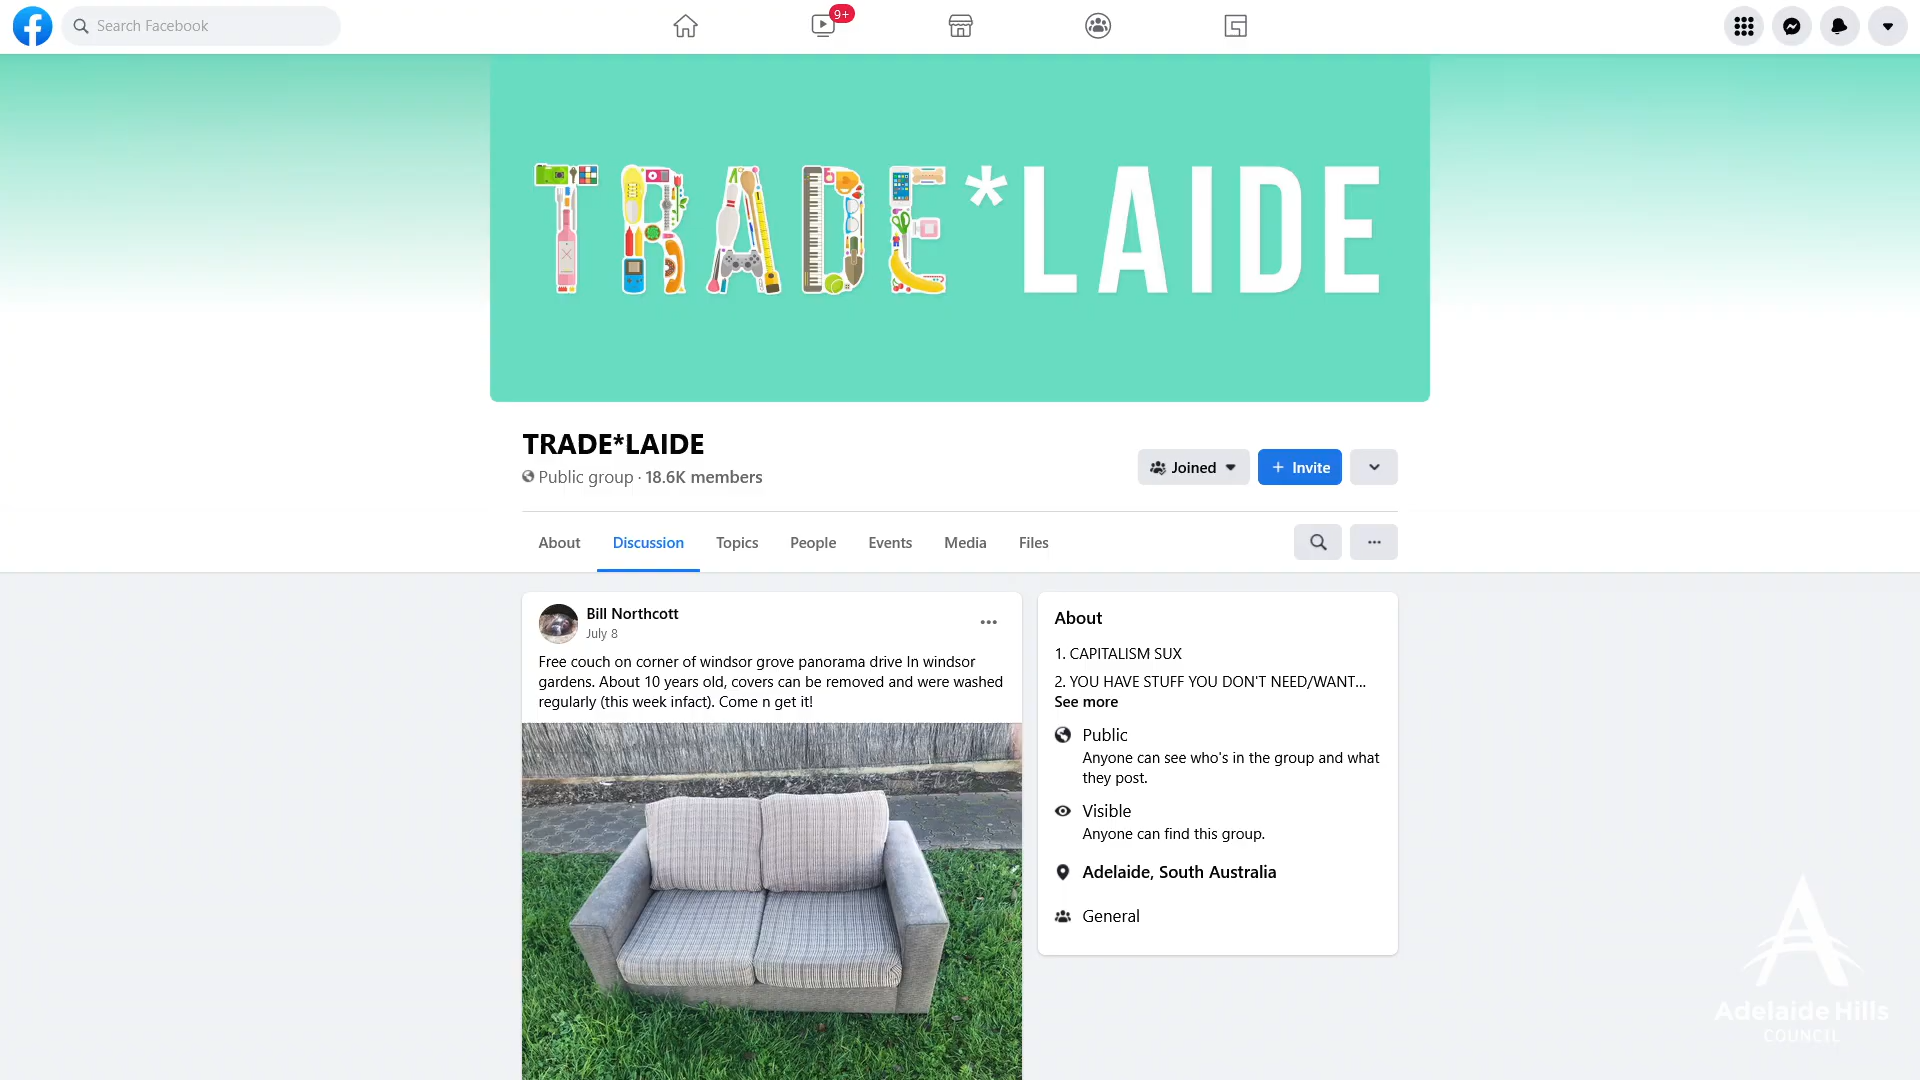 Search Facebook
9+
TRADE*LAIDE
TRADE*LAIDE
Public group · 18.6K members
Joined
+ Invite
About
Discussion
Topics
People
Events
Media
Files
Bill Northcott
July 8
Free couch on corner of windsor grove panorama drive In windsor
gardens. About 10 years old, covers can be removed and were washed
regularly (this week infact). Come n get it!
About
1. CAPITALISM SUX
2. YOU HAVE STUFF YOU DON'T NEED/WANT...
See more
Public
Anyone can see who's in the group and what
they post.
Visible
Anyone can find this group.
Adelaide, South Australia
General
Adelaide Hills
COUNCIL